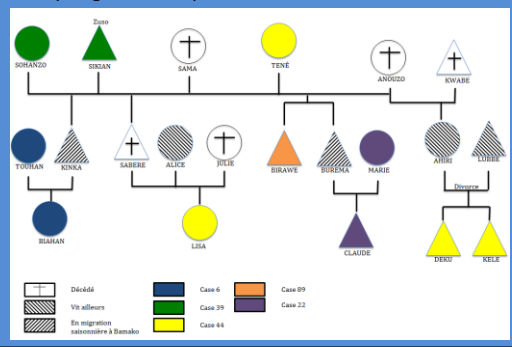 Zuso
SOHANZO
SIKIAN
SAMA
TENÉ
ANOUZO
KWABE
TOUHAN
KINKA
SABERE
ALICE
JULIE
BIRAWE
BUREMA
MARIE
AHIRI
LUBBE
Divorce
BIAHAN
LISA
CLAUDE
DEKU
KELE
Décédé
Case 6
Case 89
Vit ailleurs
Case 39
Case 22
En migration
saisonnière à Bamako
Case 44